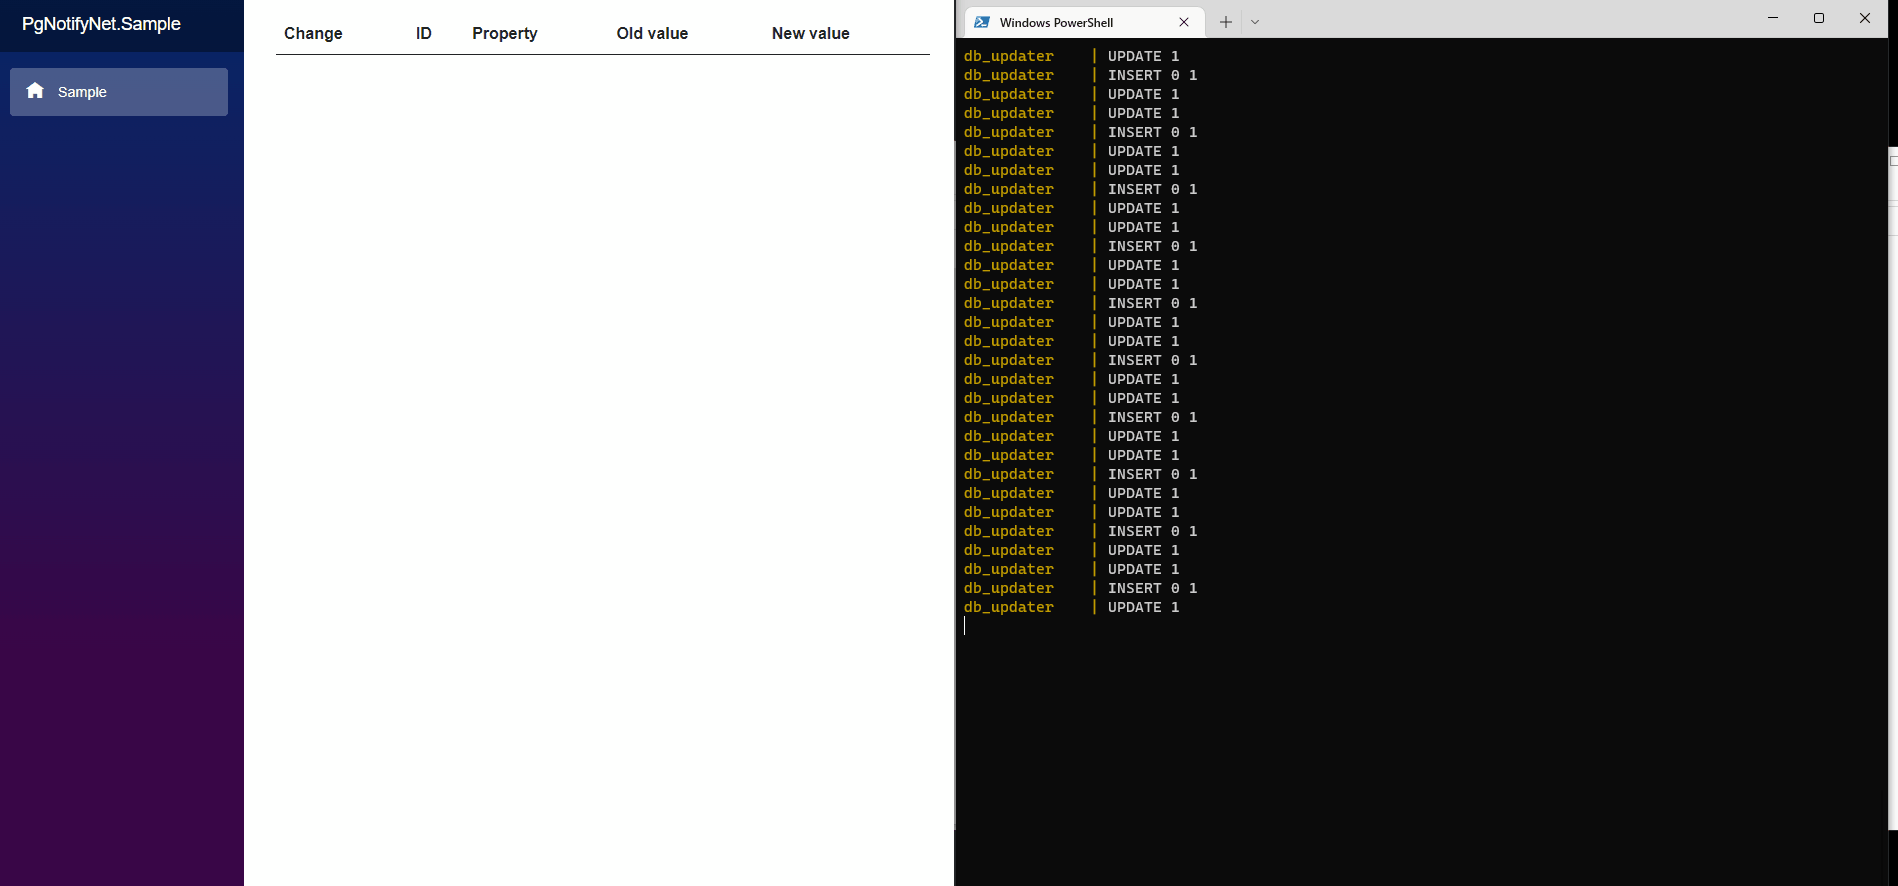 PgNotifyNet.Sample
Sample
Change ID Property Old value New value
Windows PowerShell
db_updater | UPDATE 1
db_updater | INSERT 0 1
db_updater | UPDATE 1
db_updater | UPDATE 1
db_updater | INSERT 0 1
db_updater | UPDATE 1
db_updater | UPDATE 1
db_updater | INSERT 0 1
db_updater | UPDATE 1
db_updater | UPDATE 1
db_updater | INSERT 0 1
db_updater | UPDATE 1
db_updater | UPDATE 1
db_updater | INSERT 0 1
db_updater | UPDATE 1
db_updater | UPDATE 1
db_updater | INSERT 0 1
db_updater | UPDATE 1
db_updater | UPDATE 1
db_updater | INSERT 0 1
db_updater | UPDATE 1
db_updater | UPDATE 1
db_updater | INSERT 0 1
db_updater | UPDATE 1
db_updater | UPDATE 1
db_updater | INSERT 0 1
db_updater | UPDATE 1
db_updater | UPDATE 1
db_updater | INSERT 0 1
db_updater | UPDATE 1